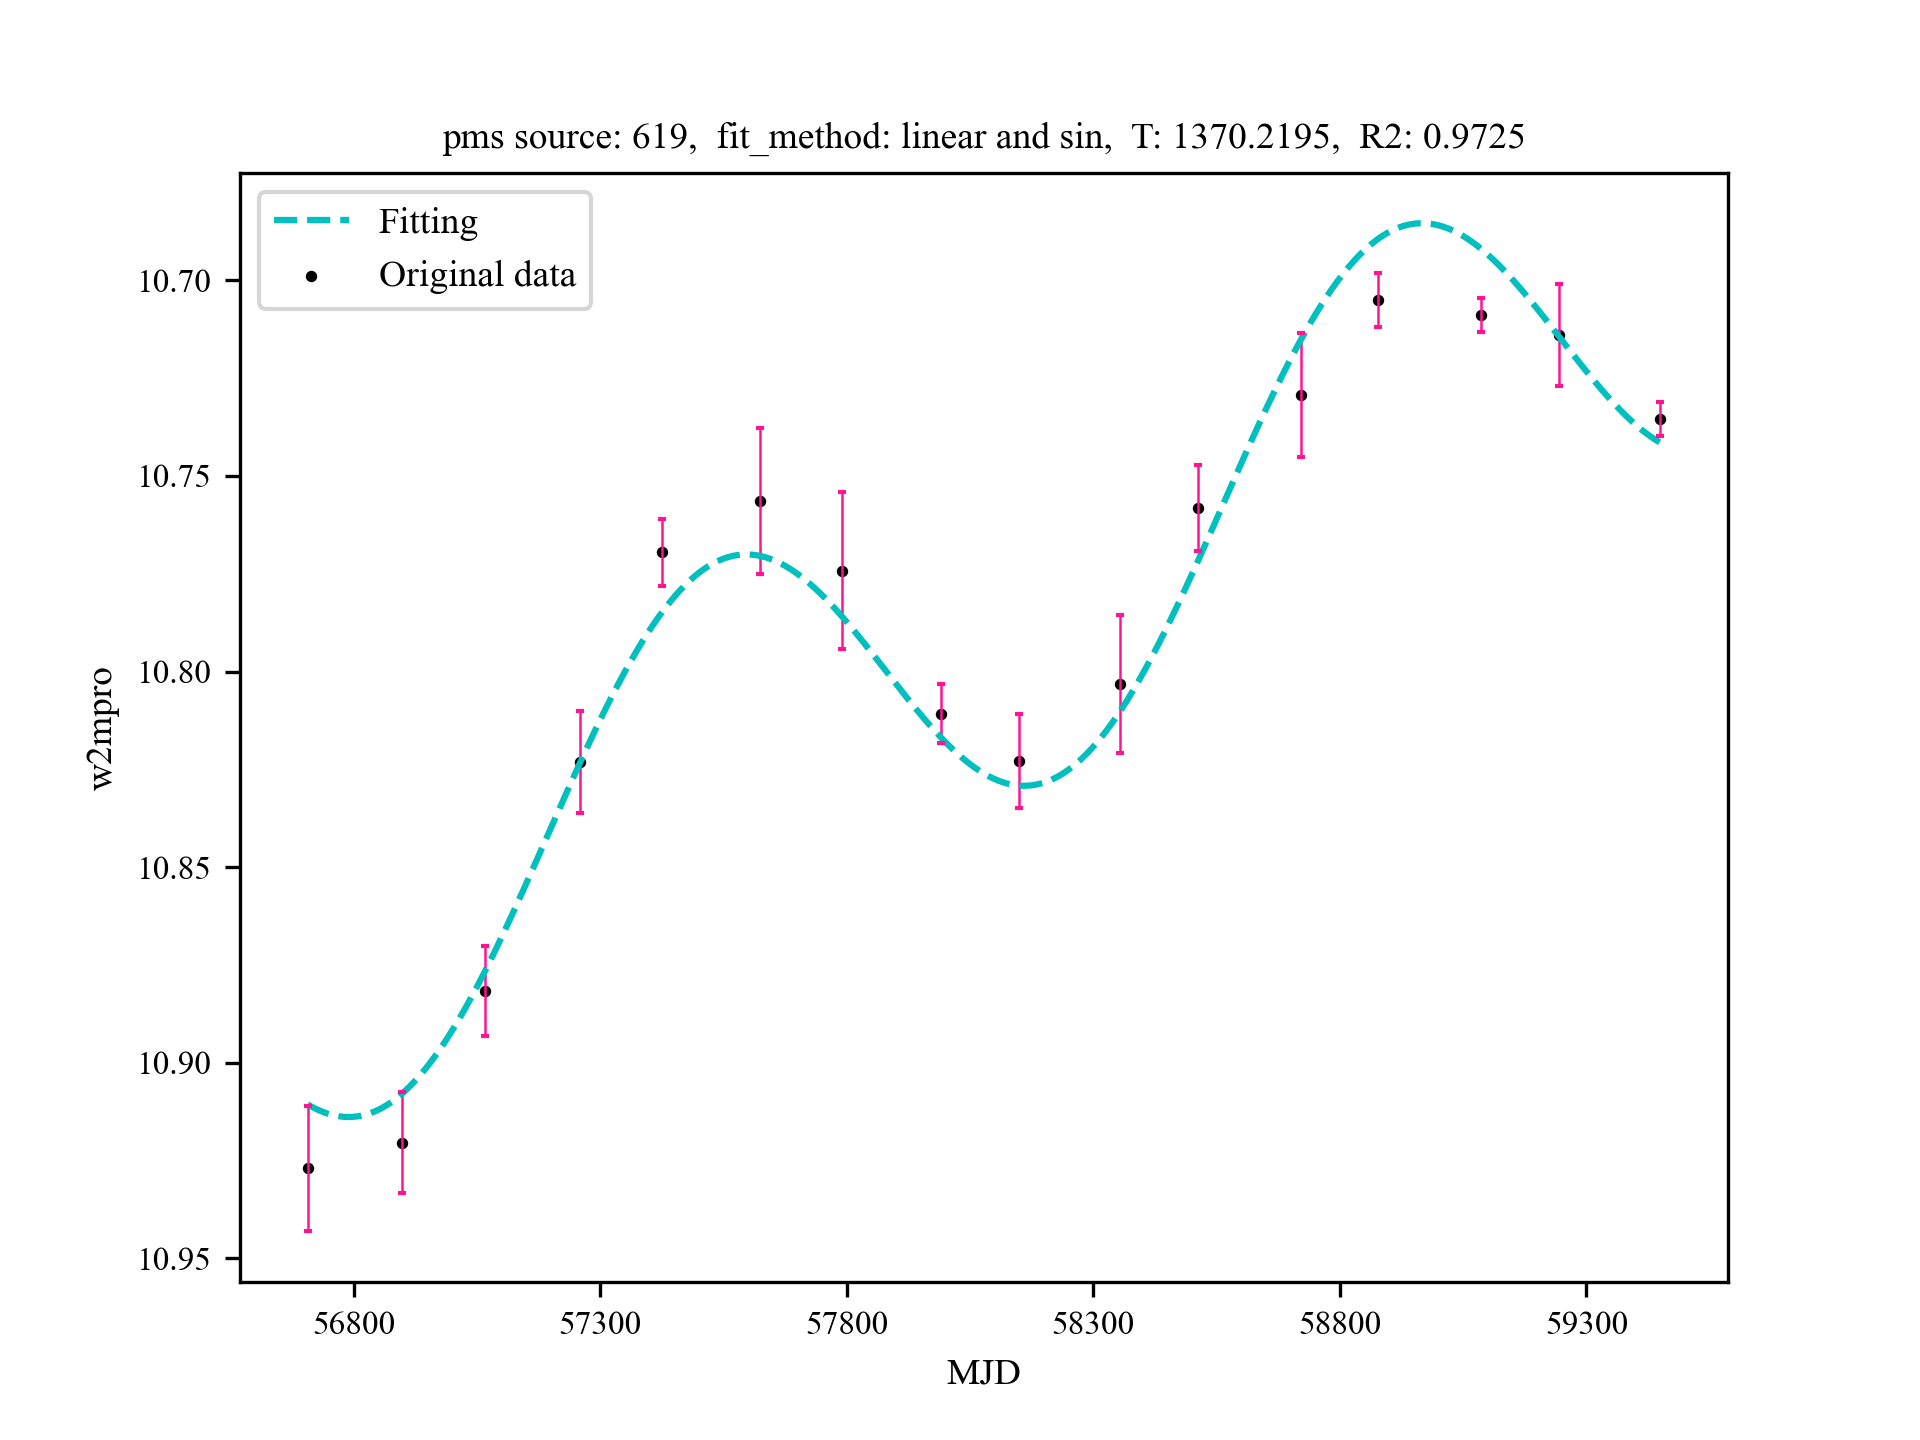 pms source: 619,  fit_method: linear and sin,  T: 1370.2195,  R2: 0.9725
Fitting
Original data
10.70
10.75
10.80
10.85
10.90
10.95
w2mpro
56800 57300 57800 58300 58800 59300
MJD